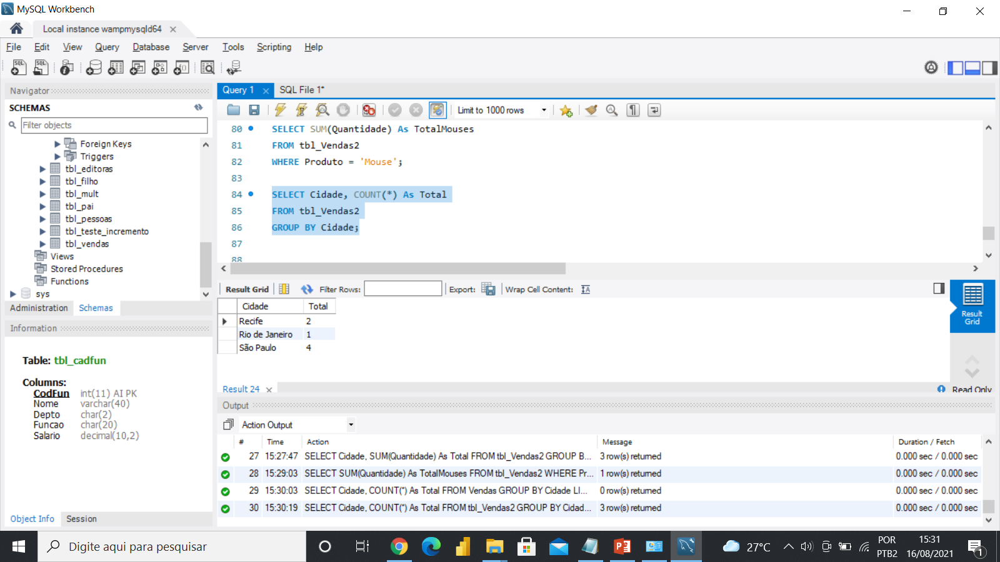 MySQL Workbench
Local instance wampmysqld64
File Edit View Query Database Server Tools Scripting Help
Navigator
SCHEMAS
Filter objects
Foreign Keys
Triggers
tbl_editoras
tbl_filho
tbl_mult
tbl_pai
tbl_pessoas
tbl_teste_incremento
tbl_vendas
Views
Stored Procedures
Functions
sys
Administration Schemas
Information
Table: tbl_cadfun
Columns:
CodFun int(11) AI PK
Nome varchar(40)
Depto char(2)
Funcao char(20)
Salario decimal(10,2)
Object Info Session
Query 1 SQL File 1*
Limit to 1000 rows
80 SELECT SUM(Quantidade) As TotalMouses
81 FROM tbl_Vendas2
82 WHERE Produto = 'Mouse';
83
84 SELECT Cidade, COUNT(*) As Total
85 FROM tbl_Vendas2
86 GROUP BY Cidade;
87
88
Result Grid Filter Rows: Export: Wrap Cell Content:
Cidade Total
Recife 2
Rio de Janeiro 1
São Paulo 4
Result
Grid
Result 24
Read Only
Output
Action Output
# Time Action Message Duration / Fetch
27 15:27:47 SELECT Cidade, SUM(Quantidade) As Total FROM tbl_Vendas2 GROUP B... 3 row(s) returned 0.000 sec / 0.000 sec
28 15:29:03 SELECT SUM(Quantidade) As TotalMouses FROM tbl_Vendas2 WHERE Pr... 1 row(s) returned 0.000 sec / 0.000 sec
29 15:30:03 SELECT Cidade, COUNT(*) As Total FROM Vendas GROUP BY Cidade LI... 0 row(s) returned 0.000 sec / 0.000 sec
30 15:30:19 SELECT Cidade, COUNT(*) As Total FROM tbl_Vendas2 GROUP BY Cidad... 3 row(s) returned 0.000 sec / 0.000 sec
Digite aqui para pesquisar
27°C
POR
PTB2
15:31
16/08/2021
1